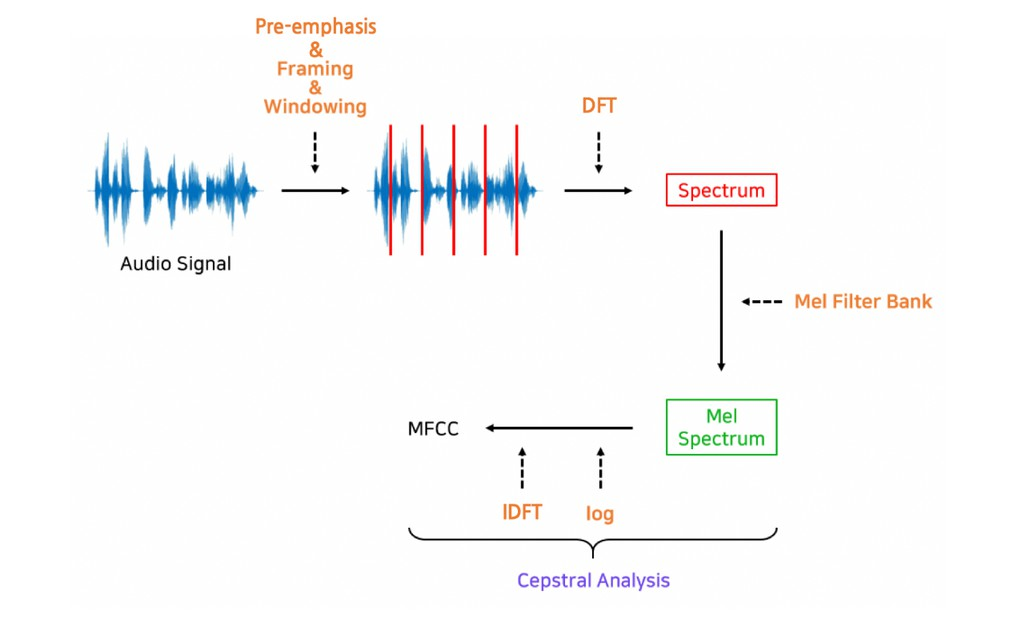 Pre-emphasis
&
Framing
&
Windowing
DFT
Spectrum
Audio Signal
Mel Filter Bank
Mel
Spectrum
MFCC
IDFT
log
Cepstral Analysis